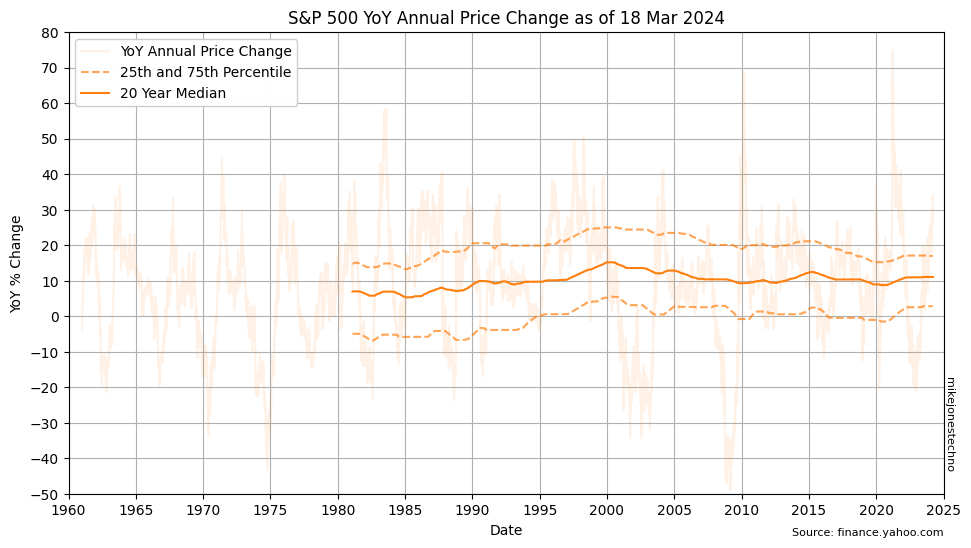 S&P 500 YoY Annual Price Change as of 18 Mar 2024
YoY Annual Price Change
25th and 75th Percentile
20 Year Median
YoY % Change
80
70
60
50
40
30
20
10
0
−10
−20
−30
−40
−50
1960 1965 1970 1975 1980 1985 1990 1995 2000 2005 2010 2015 2020 2025
Date
mikejonestechno
Source: finance.yahoo.com